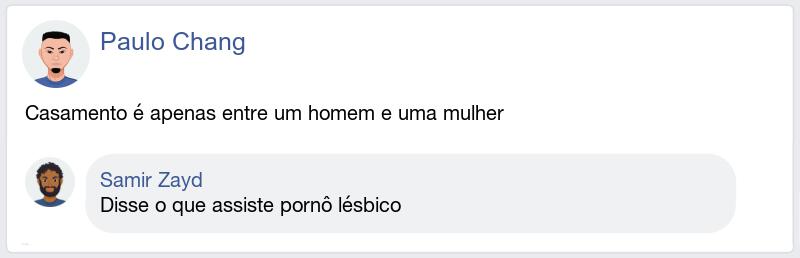 Paulo Chang
Casamento é apenas entre um homem e uma mulher
Samir Zayd
Disse o que assiste pornô lésbico